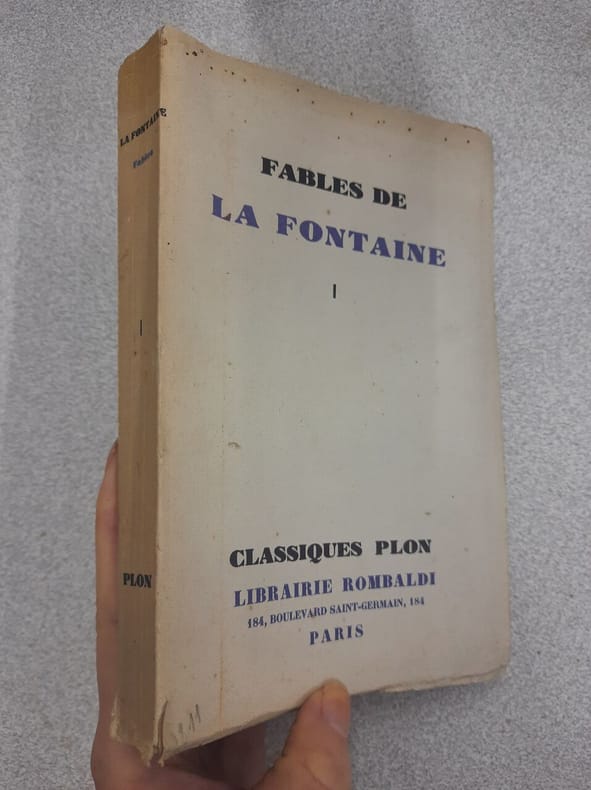 LA FONTAINE
Fables
I
PLON
FABLES DE
LA FONTAINE
I
CLASSIQUES PLON
LIBRAIRIE ROMBALDI
184, BOULEVARD SAINT-GERMAIN, 184
PARIS